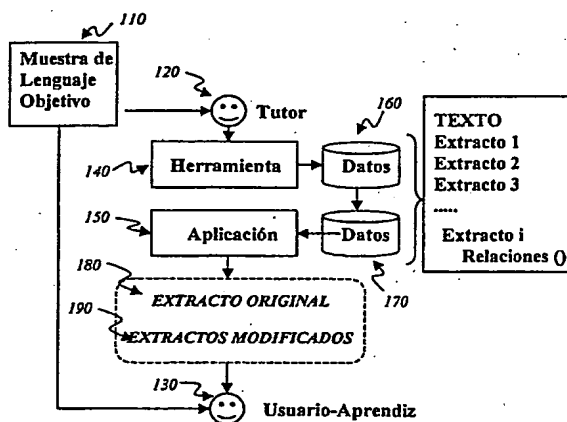 110
Muestra de
Lenguaje
Objetivo
120
Tutor
160
140
Herramienta
Datos
TEXTO
Extracto 1
Extracto 2
Extracto 3
.....
Extracto i
Relaciones ()
150
Aplicación
Datos
170
180
EXTRACTO ORIGINAL
190
EXTRACTOS MODIFICADOS
130
Usuario-Aprendiz